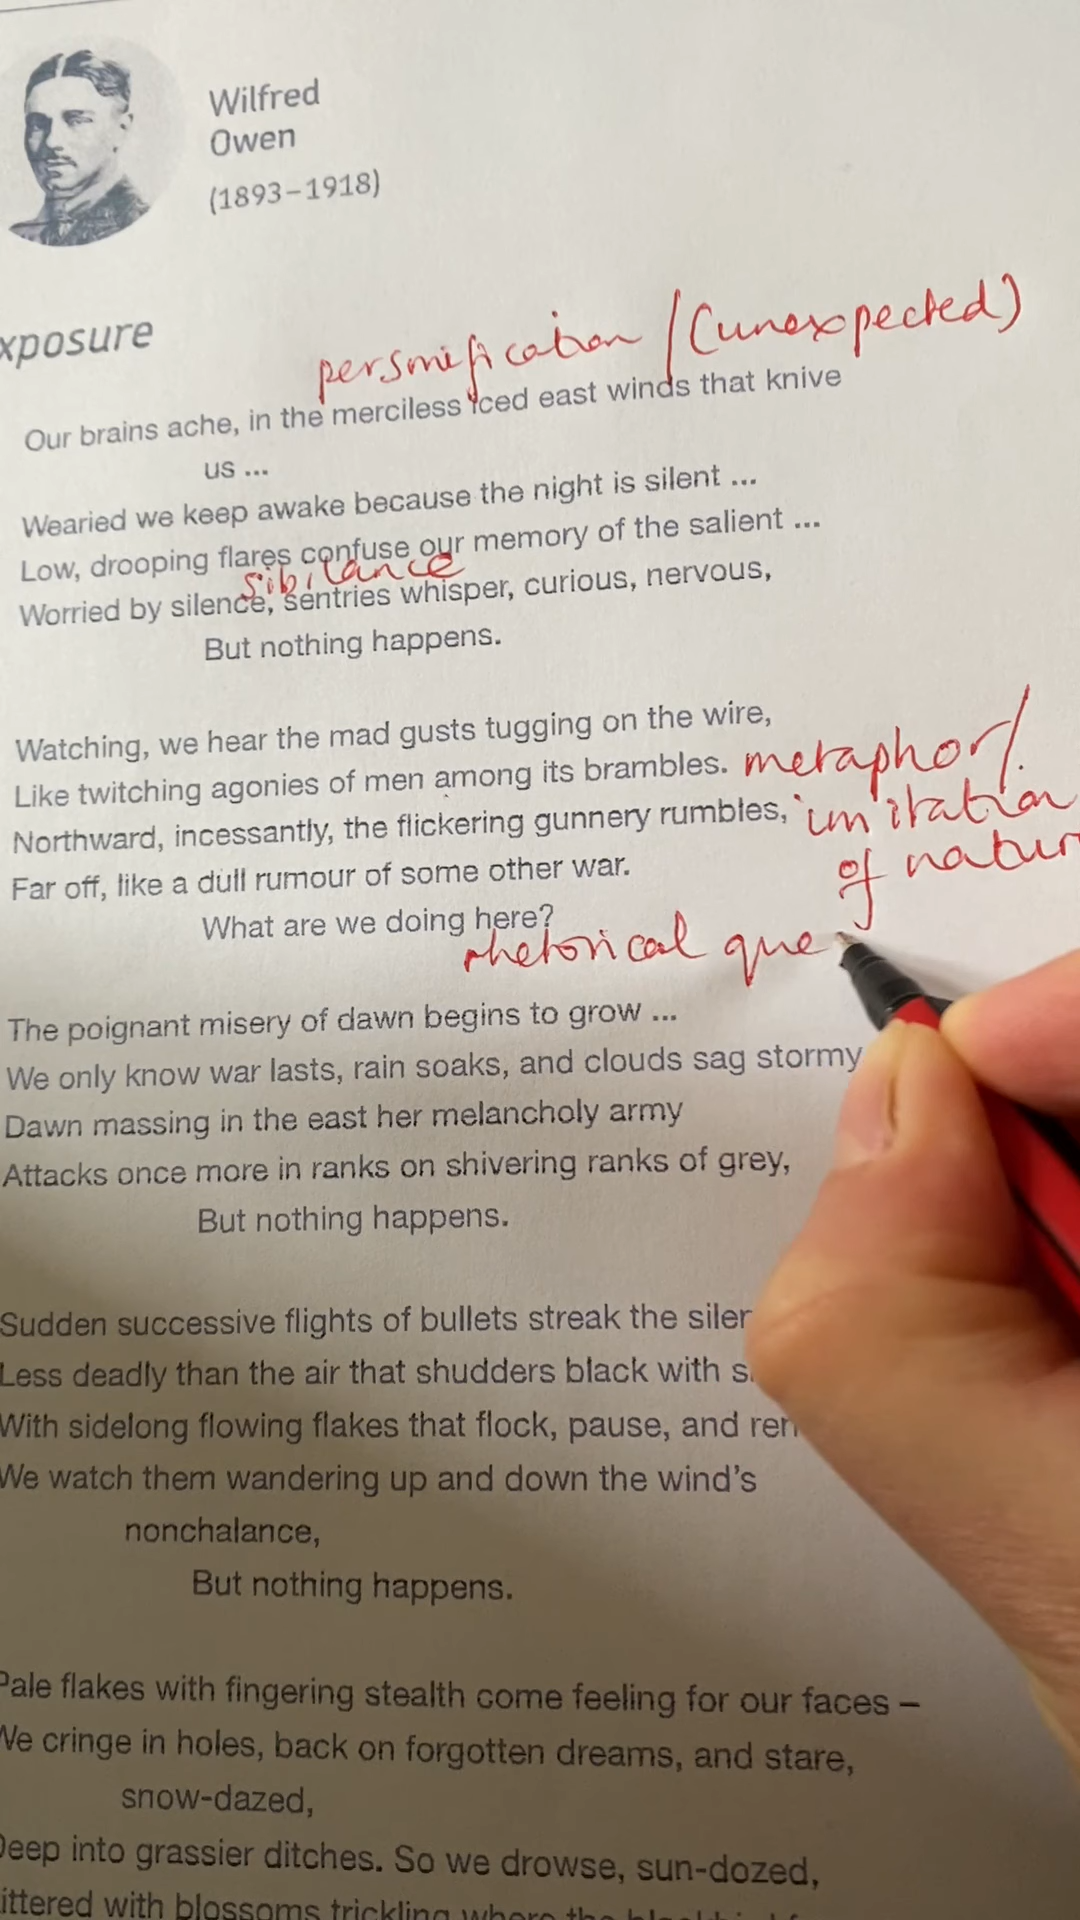 Wilfred
Owen
(1893–1918)
xposure
persmification / (unexpected)
Our brains ache, in the merciless iced east winds that knive
us ...
Wearied we keep awake because the night is silent ...
Low, drooping flares confuse our memory of the salient ...
sibilance
Worried by silence, sentries whisper, curious, nervous,
But nothing happens.
Watching, we hear the mad gusts tugging on the wire,
Like twitching agonies of men among its brambles. metaphor/
Northward, incessantly, the flickering gunnery rumbles, imitation
of natur
Far off, like a dull rumour of some other war.
What are we doing here?
rhetorical que
The poignant misery of dawn begins to grow ...
We only know war lasts, rain soaks, and clouds sag stormy
Dawn massing in the east her melancholy army
Attacks once more in ranks on shivering ranks of grey,
But nothing happens.
Sudden successive flights of bullets streak the silen
Less deadly than the air that shudders black with s
With sidelong flowing flakes that flock, pause, and ren
We watch them wandering up and down the wind's
nonchalance,
But nothing happens.
Pale flakes with fingering stealth come feeling for our faces –
We cringe in holes, back on forgotten dreams, and stare,
snow-dazed,
Deep into grassier ditches. So we drowse, sun-dozed,
ittered with blossoms trickling where the